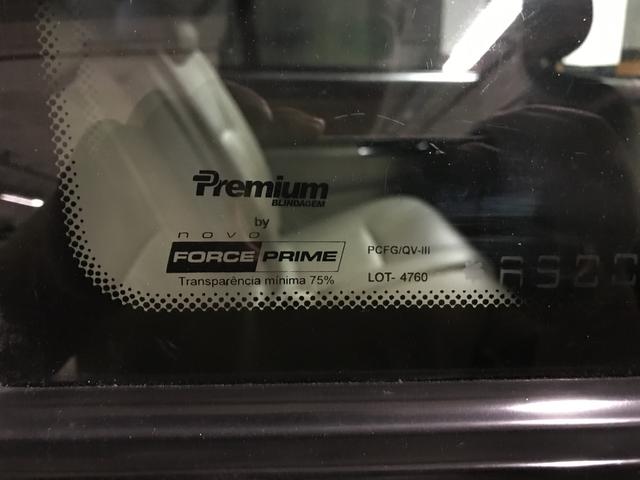 Premium
BLINDAGEM
by
novo
FORCE PRIME
Transparência mínima 75%
PCFG/QV-III
LOT- 4760